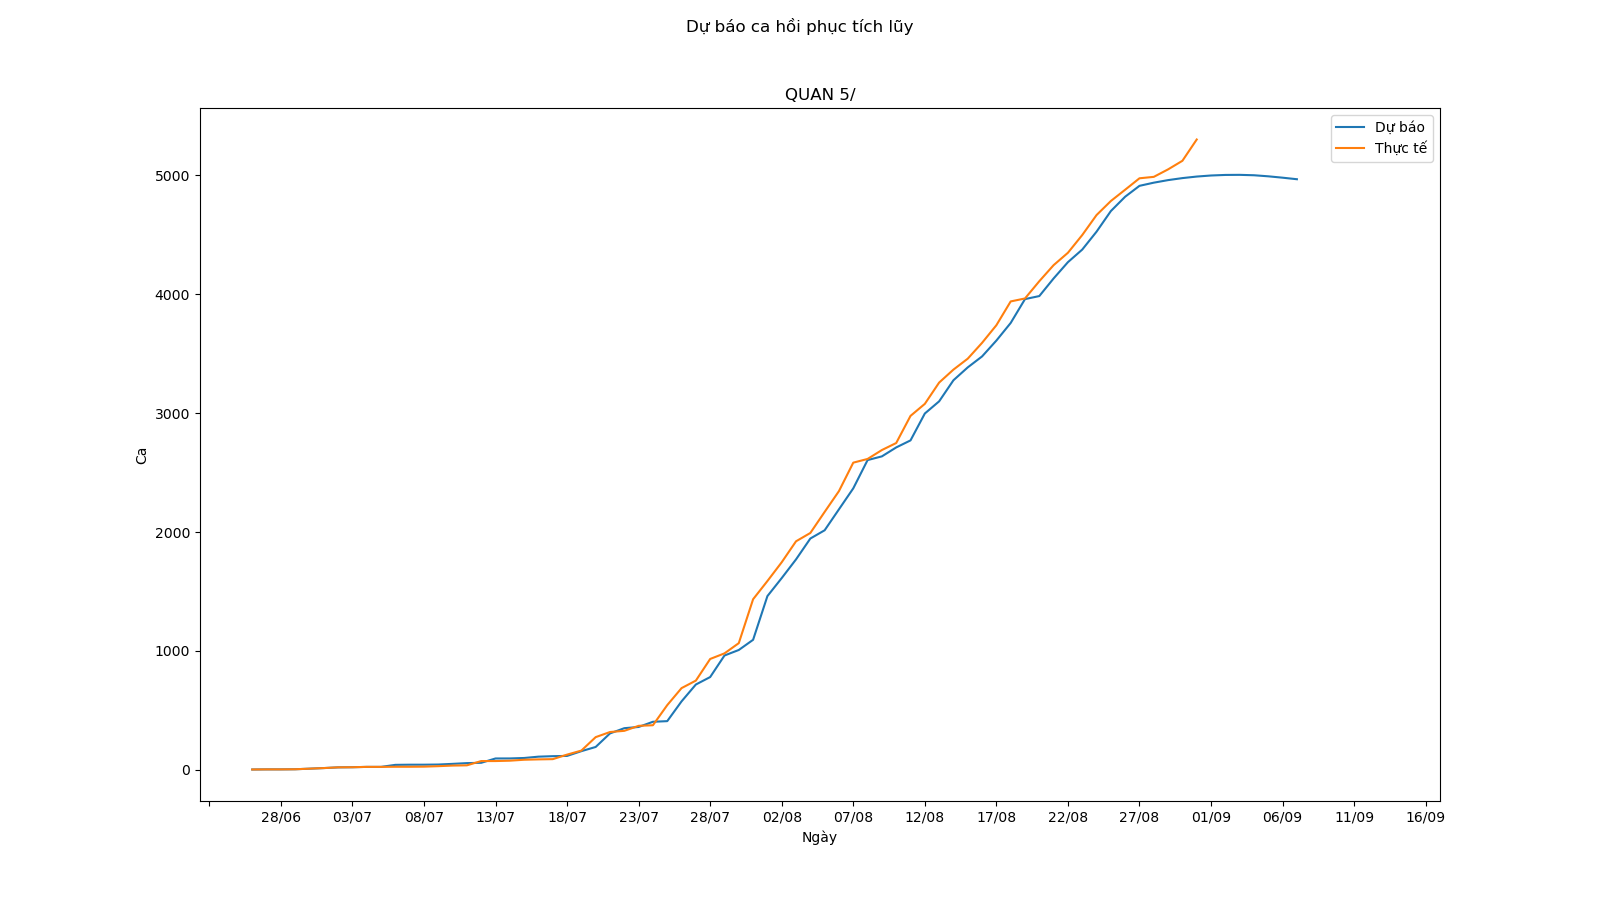 Dự báo ca hồi phục tích lũy
QUAN 5/
Dự báo
Thực tế
5000
4000
3000
2000
1000
0
Ca
28/06 03/07 08/07 13/07 18/07 23/07 28/07 02/08 07/08 12/08 17/08 22/08 27/08 01/09 06/09 11/09 16/09
Ngày